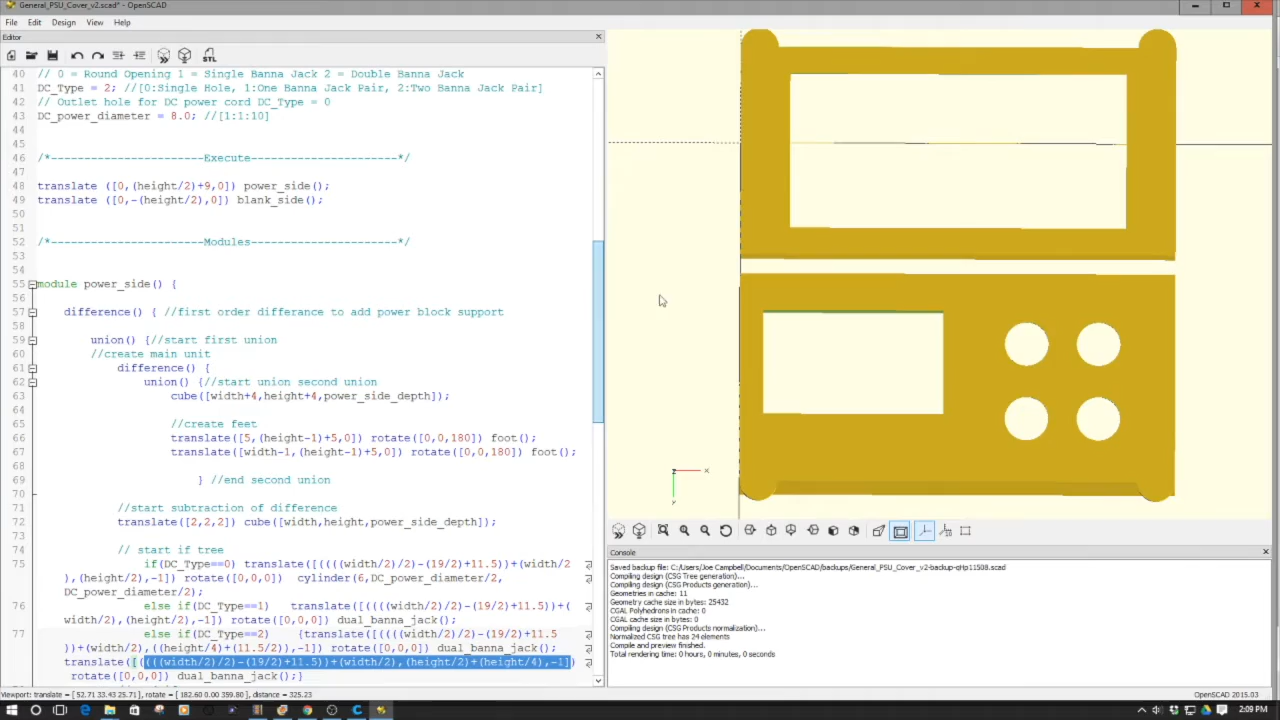 General_PSU_Cover_v2.scad* - OpenSCAD
File Edit Design View Help
Editor
STL
40 // 0 = Round Opening 1 = Single Banna Jack 2 = Double Banna Jack
41 DC_Type = 2; //[0:Single Hole, 1:One Banna Jack Pair, 2:Two Banna Jack Pair]
42 // Outlet hole for DC power cord DC_Type = 0
43 DC_power_diameter = 8.0; //[1:1:10]
44
45
46 /*-----------------------Execute----------------------*/
47
48 translate ([0,(height/2)+9,0]) power_side();
49 translate ([0,-(height/2),0]) blank_side();
50
51
52 /*-----------------------Modules----------------------*/
53
54
55 module power_side() {
56
57 difference() { //first order differance to add power block support
58
59 union() {//start first union
60 //create main unit
61 difference() {
62 union() {//start union second union
63 cube([width+4,height+4,power_side_depth]);
64
65 //create feet
66 translate([5,(height-1)+5,0]) rotate([0,0,180]) foot();
67 translate([width-1,(height-1)+5,0]) rotate([0,0,180]) foot();
68
69 } //end second union
70
71 //start subtraction of difference
72 translate([2,2,2]) cube([width,height,power_side_depth]);
73
74 // start if tree
75 if(DC_Type==0) translate([((((width/2)/2)-(19/2)+11.5))+(width/2
),(height/2),-1]) rotate([0,0,0]) cylinder(6,DC_power_diameter/2,
DC_power_diameter/2);
76 else if(DC_Type==1) translate([((((width/2)/2)-(19/2)+11.5))+(
width/2),(height/2),-1]) rotate([0,0,0]) dual_banna_jack();
77 else if(DC_Type==2) {translate([((((width/2)/2)-(19/2)+11.5
))+(width/2),((height/4)+(11.5/2)),-1]) rotate([0,0,0]) dual_banna_jack();
translate([((((width/2)/2)-(19/2)+11.5))+(width/2),(height/2)+(height/4),-1])
rotate([0,0,0]) dual_banna_jack();}
x
y
z
Console
Saved backup file: C:/Users/Joe Campbell/Documents/OpenSCAD/backups/General_PSU_Cover_v2-backup-qHp11508.scad
Compiling design (CSG Tree generation)...
Compiling design (CSG Products generation)...
Geometries in cache: 11
Geometry cache size in bytes: 25432
CGAL Polyhedrons in cache: 0
CGAL cache size in bytes: 0
Compiling design (CSG Products normalization)...
Normalized CSG tree has 24 elements
Compile and preview finished.
Total rendering time: 0 hours, 0 minutes, 0 seconds
Viewport: translate = [ 52.71 33.43 25.71 ], rotate = [ 182.60 0.00 359.80 ], distance = 325.23
OpenSCAD 2015.03
2:09 PM